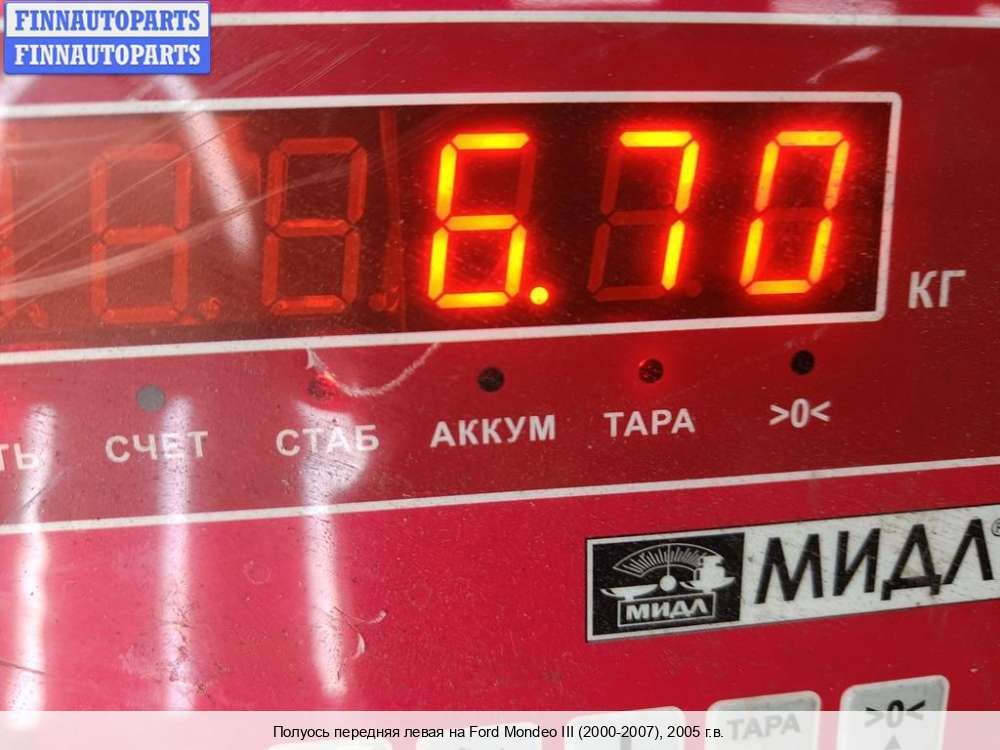 FINNAUTOPARTS
FINNAUTOPARTS
6.70
КГ
ТЬ СЧЕТ СТАБ АККУМ ТАРА >0<
МИДЛ МИДЛ
ТАРА >0<
Полуось передняя левая на Ford Mondeo III (2000-2007), 2005 г.в.